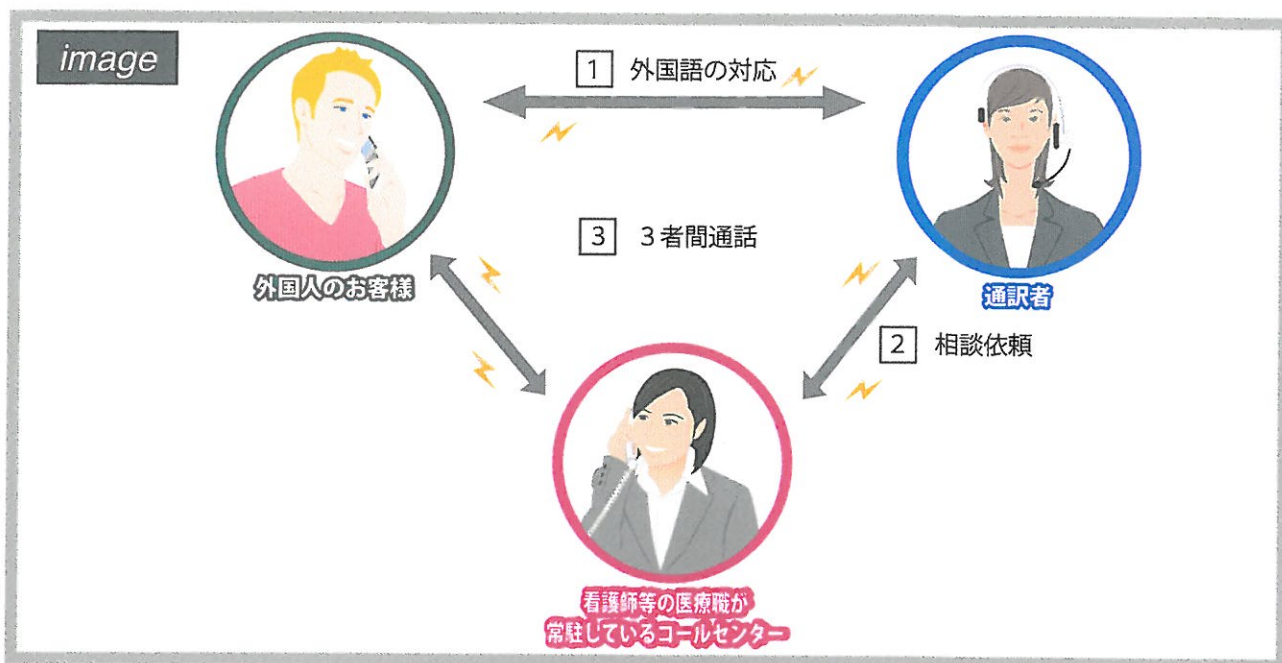 image
1 外国語の対応
3 3者間通話
外国人のお客様
通訳者
2 相談依頼
看護師等の医療職が
常駐しているコールセンター